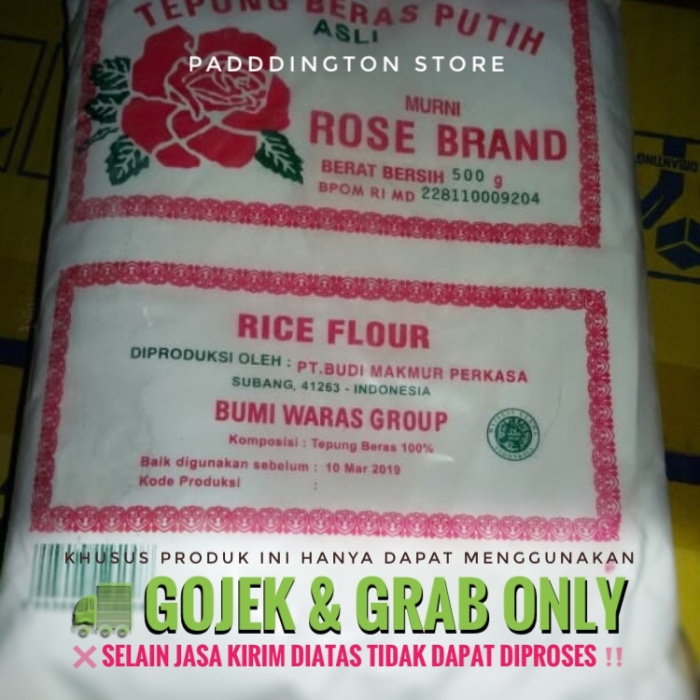 TEPUNG BERAS PUTIH
ASLI
PADDDINGTON STORE
MURNI
ROSE BRAND
BERAT BERSIH 500 g
BPOM RI MD 228110009204
RICE FLOUR
DIPRODUKSI OLEH : PT.BUDI MAKMUR PERKASA
SUBANG, 41263 - INDONESIA
BUMI WARAS GROUP
Komposisi : Tepung Beras 100%
Baik digunakan sebelum : 10 Mar 2019
Kode Produksi :
KHUSUS PRODUK INI HANYA DAPAT MENGGUNAKAN
GOJEK & GRAB ONLY
❌ SELAIN JASA KIRIM DIATAS TIDAK DAPAT DIPROSES ‼️